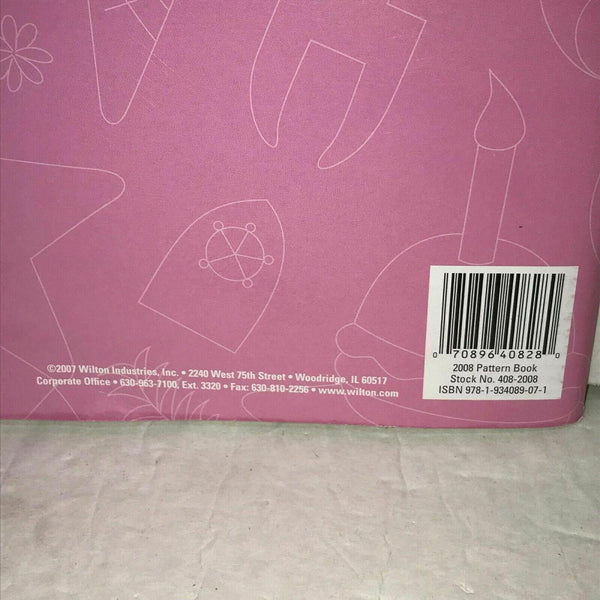 ©2007 Wilton Industries, Inc. • 2240 West 75th Street • Woodridge, IL 60517
Corporate Office • 630-963-7100, Ext. 3320 • Fax: 630-810-2256 • www.wilton.com
0 70896 40828 0
2008 Pattern Book
Stock No. 408-2008
ISBN 978-1-934089-07-1